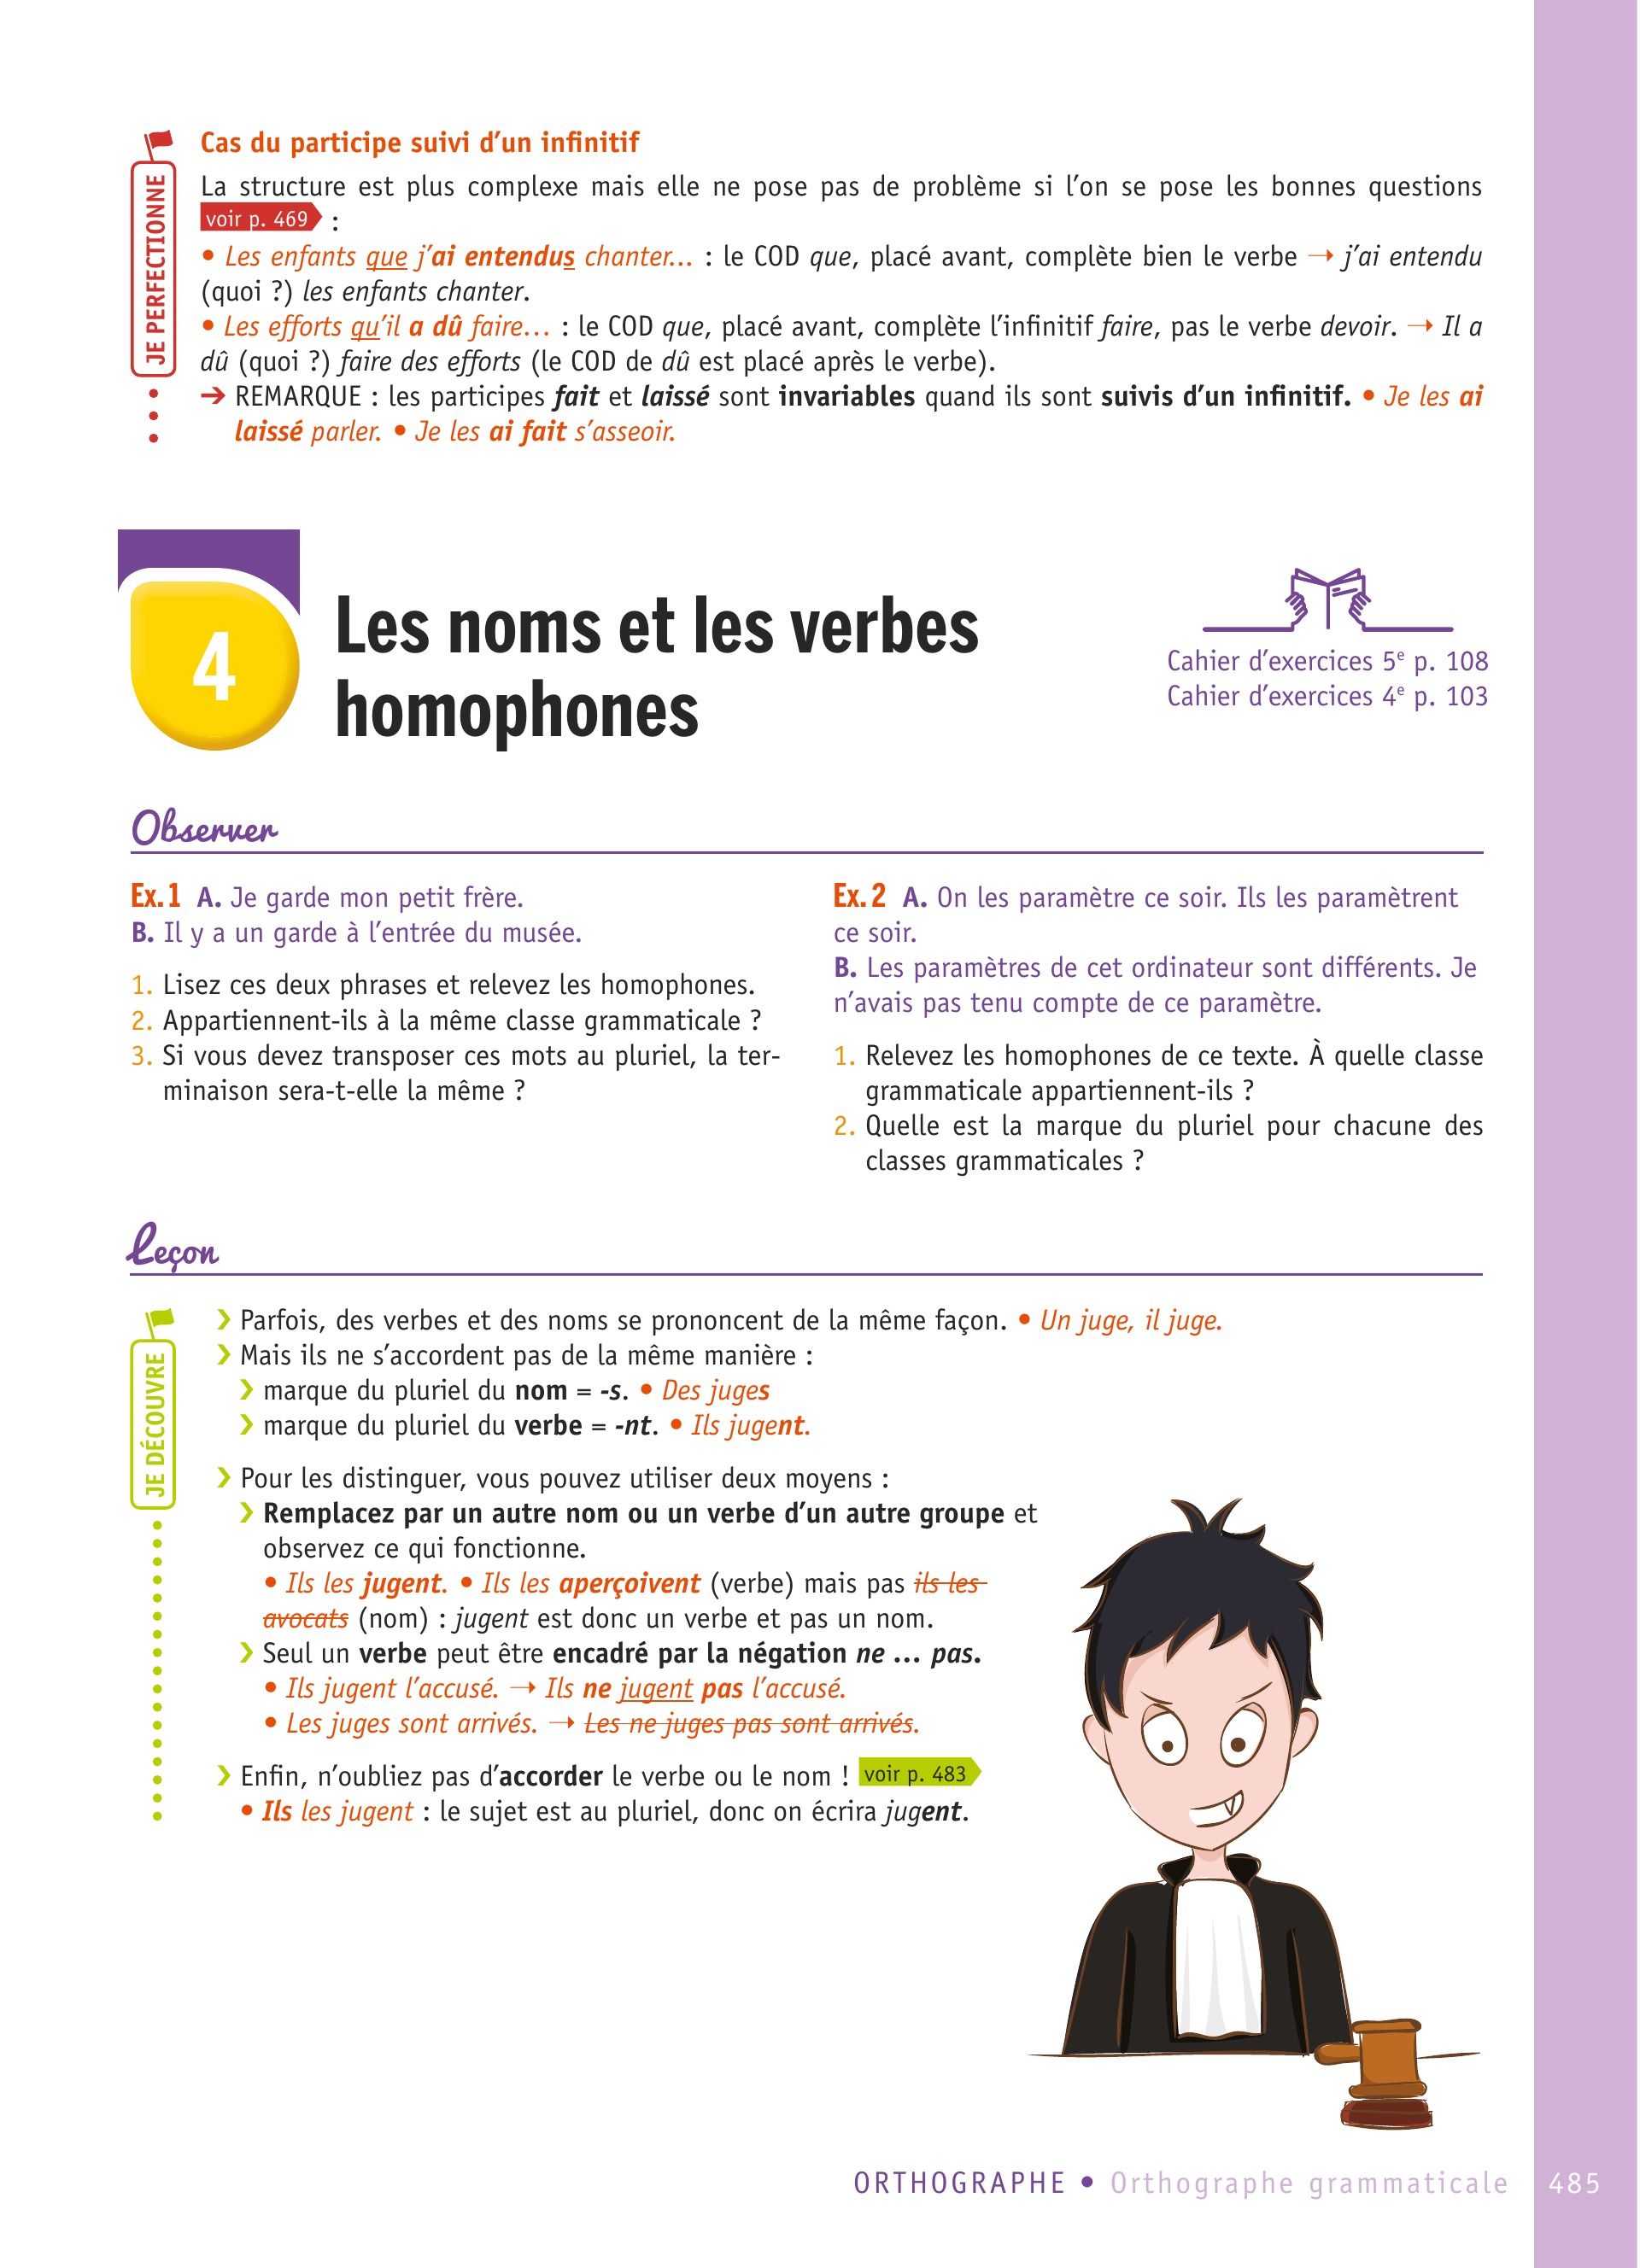 Cas du participe suivi d'un infinitif
JE PERFECTIONNE
La structure est plus complexe mais elle ne pose pas de problème si l'on se pose les bonnes questions
voir p. 469 :
• Les enfants que j'ai entendus chanter... : le COD que, placé avant, complète bien le verbe → j'ai entendu
(quoi ?) les enfants chanter.
• Les efforts qu'il a dû faire... : le COD que, placé avant, complète l'infinitif faire, pas le verbe devoir. → Il a
dû (quoi ?) faire des efforts (le COD de dû est placé après le verbe).
➔ REMARQUE : les participes fait et laissé sont invariables quand ils sont suivis d'un infinitif. • Je les ai
laissé parler. • Je les ai fait s'asseoir.
4
Les noms et les verbes
homophones
Cahier d'exercices 5e p. 108
Cahier d'exercices 4e p. 103
Observer
Ex. 1 A. Je garde mon petit frère.
B. Il y a un garde à l'entrée du musée.
1. Lisez ces deux phrases et relevez les homophones.
2. Appartiennent-ils à la même classe grammaticale ?
3. Si vous devez transposer ces mots au pluriel, la ter-
minaison sera-t-elle la même ?
Ex. 2 A. On les paramètre ce soir. Ils les paramètrent
ce soir.
B. Les paramètres de cet ordinateur sont différents. Je
n'avais pas tenu compte de ce paramètre.
1. Relevez les homophones de ce texte. À quelle classe
grammaticale appartiennent-ils ?
2. Quelle est la marque du pluriel pour chacune des
classes grammaticales ?
Leçon
JE DÉCOUVRE
❯ Parfois, des verbes et des noms se prononcent de la même façon. • Un juge, il juge.
❯ Mais ils ne s'accordent pas de la même manière :
❯ marque du pluriel du nom = -s. • Des juges
❯ marque du pluriel du verbe = -nt. • Ils jugent.
❯ Pour les distinguer, vous pouvez utiliser deux moyens :
❯ Remplacez par un autre nom ou un verbe d'un autre groupe et
observez ce qui fonctionne.
• Ils les jugent. • Ils les aperçoivent (verbe) mais pas ils les
avocats (nom) : jugent est donc un verbe et pas un nom.
❯ Seul un verbe peut être encadré par la négation ne ... pas.
• Ils jugent l'accusé. → Ils ne jugent pas l'accusé.
• Les juges sont arrivés. → Les ne juges pas sont arrivés.
❯ Enfin, n'oubliez pas d'accorder le verbe ou le nom ! voir p. 483
• Ils les jugent : le sujet est au pluriel, donc on écrira jugent.
ORTHOGRAPHE • Orthographe grammaticale 485